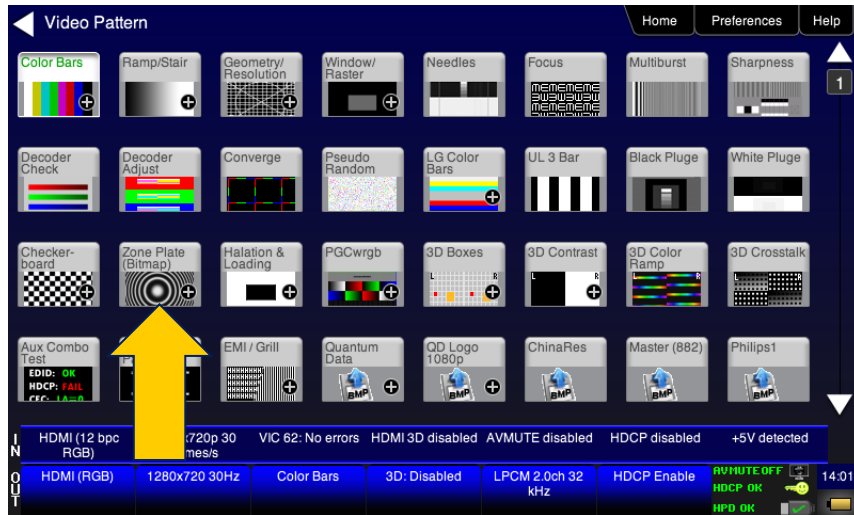 Video Pattern
Home
Preferences
Help
Color Bars
Ramp/Stair
Geometry/
Resolution
Window/
Raster
Needles
Focus
Multiburst
Sharpness
1
Decoder
Check
Decoder
Adjust
Converge
Pseudo
Random
LG Color
Bars
UL 3 Bar
Black Pluge
White Pluge
Checker-
board
Zone Plate
(Bitmap)
Halation &
Loading
PGCwrgb
3D Boxes
L R
3D Contrast
L R
3D Color
Ramp
L R
3D Crosstalk
L R
Aux Combo
Test
EDID: OK
HDCP: FAIL
CEC: LA=0
EMI / Grill
Quantum
Data
BMP
QD Logo
1080p
BMP
ChinaRes
BMP
Master (882)
BMP
Philips1
BMP
IN
HDMI (12 bpc
RGB)
x720p 30
mes/s
VIC 62: No errors
HDMI 3D disabled
AVMUTE disabled
HDCP disabled
+5V detected
OUT
HDMI (RGB)
1280x720 30Hz
Color Bars
3D: Disabled
LPCM 2.0ch 32
kHz
HDCP Enable
AVMUTEOFF
HDCP OK
HPD OK
14:01